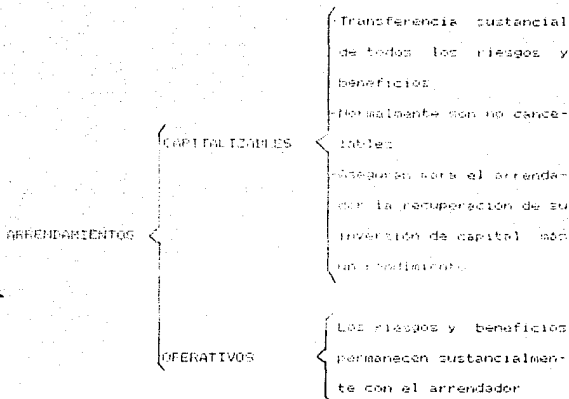 -Transferencia sustancial
de todos los riesgos y
beneficios
-Normalmente son no cance-
lables
-Aseguran para el arrenda-
dor la recuperación de su
inversión de capital más
un rendimiento
CAPITALIZABLES
ARRENDAMIENTOS
Los riesgos y beneficios
permanecen sustancialmen-
te con el arrendador
OPERATIVOS